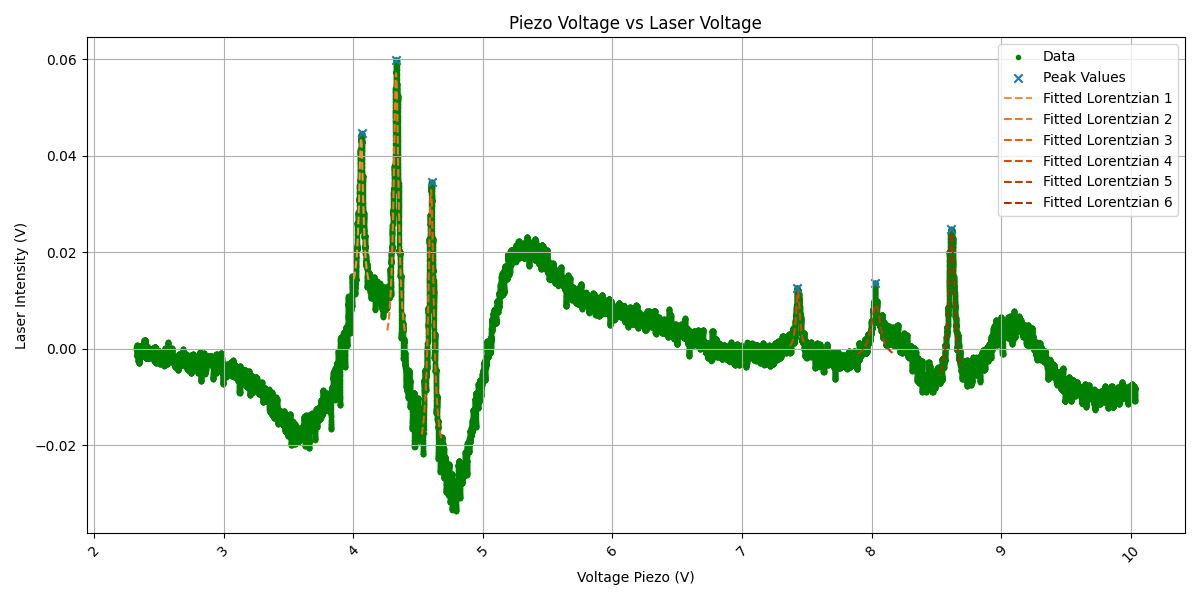 Piezo Voltage vs Laser Voltage
Laser Intensity (V)
0.06
0.04
0.02
0.00
−0.02
2
3
4
5
6
7
8
9
10
Voltage Piezo (V)
Data
Peak Values
Fitted Lorentzian 1
Fitted Lorentzian 2
Fitted Lorentzian 3
Fitted Lorentzian 4
Fitted Lorentzian 5
Fitted Lorentzian 6